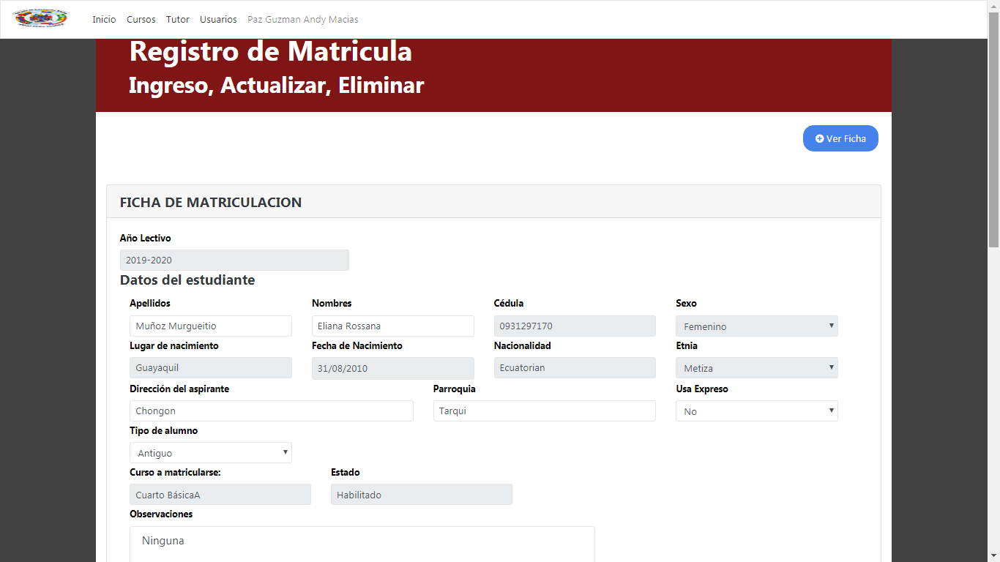 Inicio Cursos Tutor Usuarios Paz Guzman Andy Macias
Registro de Matricula
Ingreso, Actualizar, Eliminar
Ver Ficha
FICHA DE MATRICULACION
Año Lectivo
2019-2020
Datos del estudiante
Apellidos Nombres Cédula Sexo
Muñoz Murgueitio Eliana Rossana 0931297170 Femenino
Lugar de nacimiento Fecha de Nacimiento Nacionalidad Etnia
Guayaquil 31/08/2010 Ecuatorian Metiza
Dirección del aspirante Parroquia Usa Expreso
Chongon Tarqui No
Tipo de alumno
Antiguo
Curso a matricularse: Estado
Cuarto BásicaA Habilitado
Observaciones
Ninguna